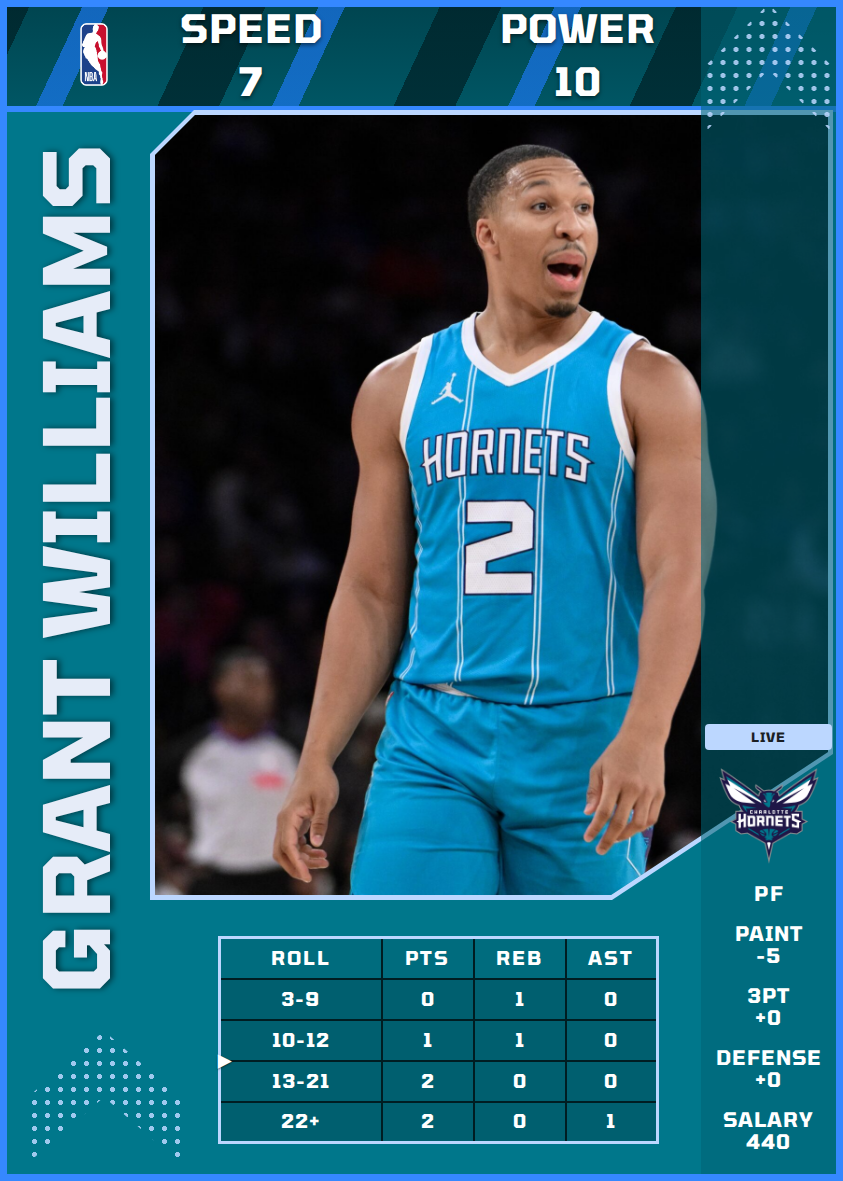 SPEED
7
POWER
10
NBA
GRANT WILLIAMS
HORNETS
2
LIVE
CHARLOTTE
HORNETS
PF
PAINT
-5
3PT
+0
DEFENSE
+0
SALARY
440
ROLL PTS REB AST
3-9 0 1 0
10-12 1 1 0
13-21 2 0 0
22+ 2 0 1